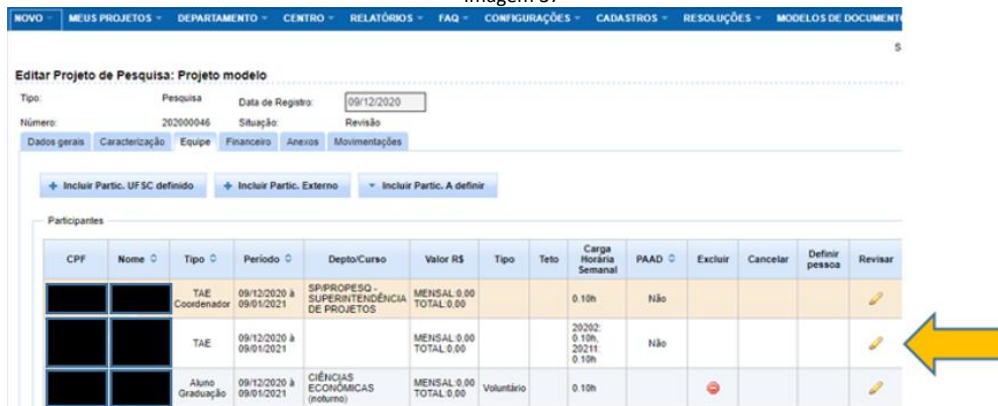 NOVO MEUS PROJETOS DEPARTAMENTO CENTRO RELATÓRIOS FAQ CONFIGURAÇÕES CADASTROS RESOLUÇÕES MODELOS DE DOCUMENT
S
Editar Projeto de Pesquisa: Projeto modelo
Tipo: Pesquisa Data de Registro: 09/12/2020
Número: 202000046 Situação: Revisão
Dados gerais Caracterização Equipe Financeiro Anexos Movimentações
+ Incluir Partic. UFSC definido + Incluir Partic. Externo Incluir Partic. A definir
Participantes
CPF Nome Tipo Período Depto/Curso Valor R$ Tipo Teto Carga Horária Semanal PAAD Excluir Cancelar Definir pessoa Revisar
TAE Coordenador 09/12/2020 à 09/01/2021 SP/PROPESQ - SUPERINTENDÊNCIA DE PROJETOS MENSAL:0,00 TOTAL:0,00 0.10h Não
TAE 09/12/2020 à 09/01/2021 MENSAL:0,00 TOTAL:0,00 20202: 0.10h, 20211: 0.10h Não
Aluno Graduação 09/12/2020 à 09/01/2021 CIÊNCIAS ECONÔMICAS (noturno) MENSAL:0,00 TOTAL:0,00 Voluntário 0.10h